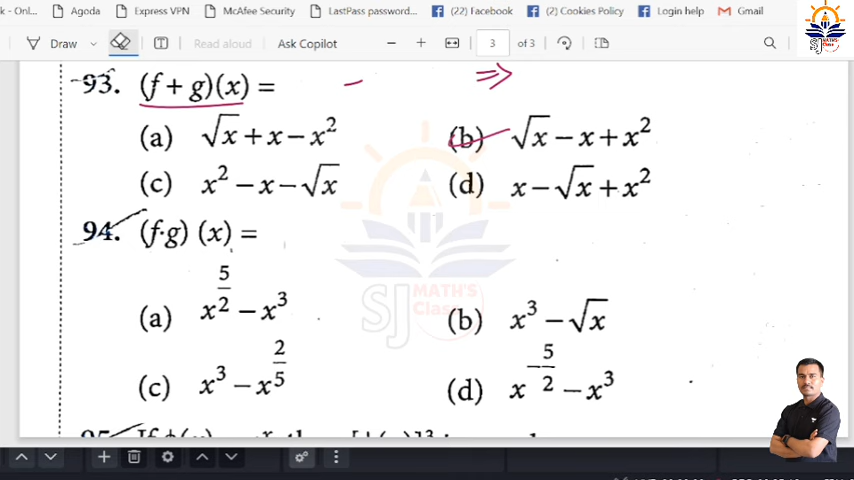 k - Onl... Agoda Express VPN McAfee Security LastPass password... (22) Facebook (2) Cookies Policy Login help Gmail
Draw Read aloud Ask Copilot 3 of 3
93. (f + g)(x) = ⇒
(a) √x + x − x² (b) √x − x + x²
(c) x² − x − √x (d) x − √x + x²
94. (f·g) (x) =
(a) x^(5/2) − x³ (b) x³ − √x
(c) x³ − x^(2/5) (d) x^(−5/2) − x³
SJ MATH'S Class